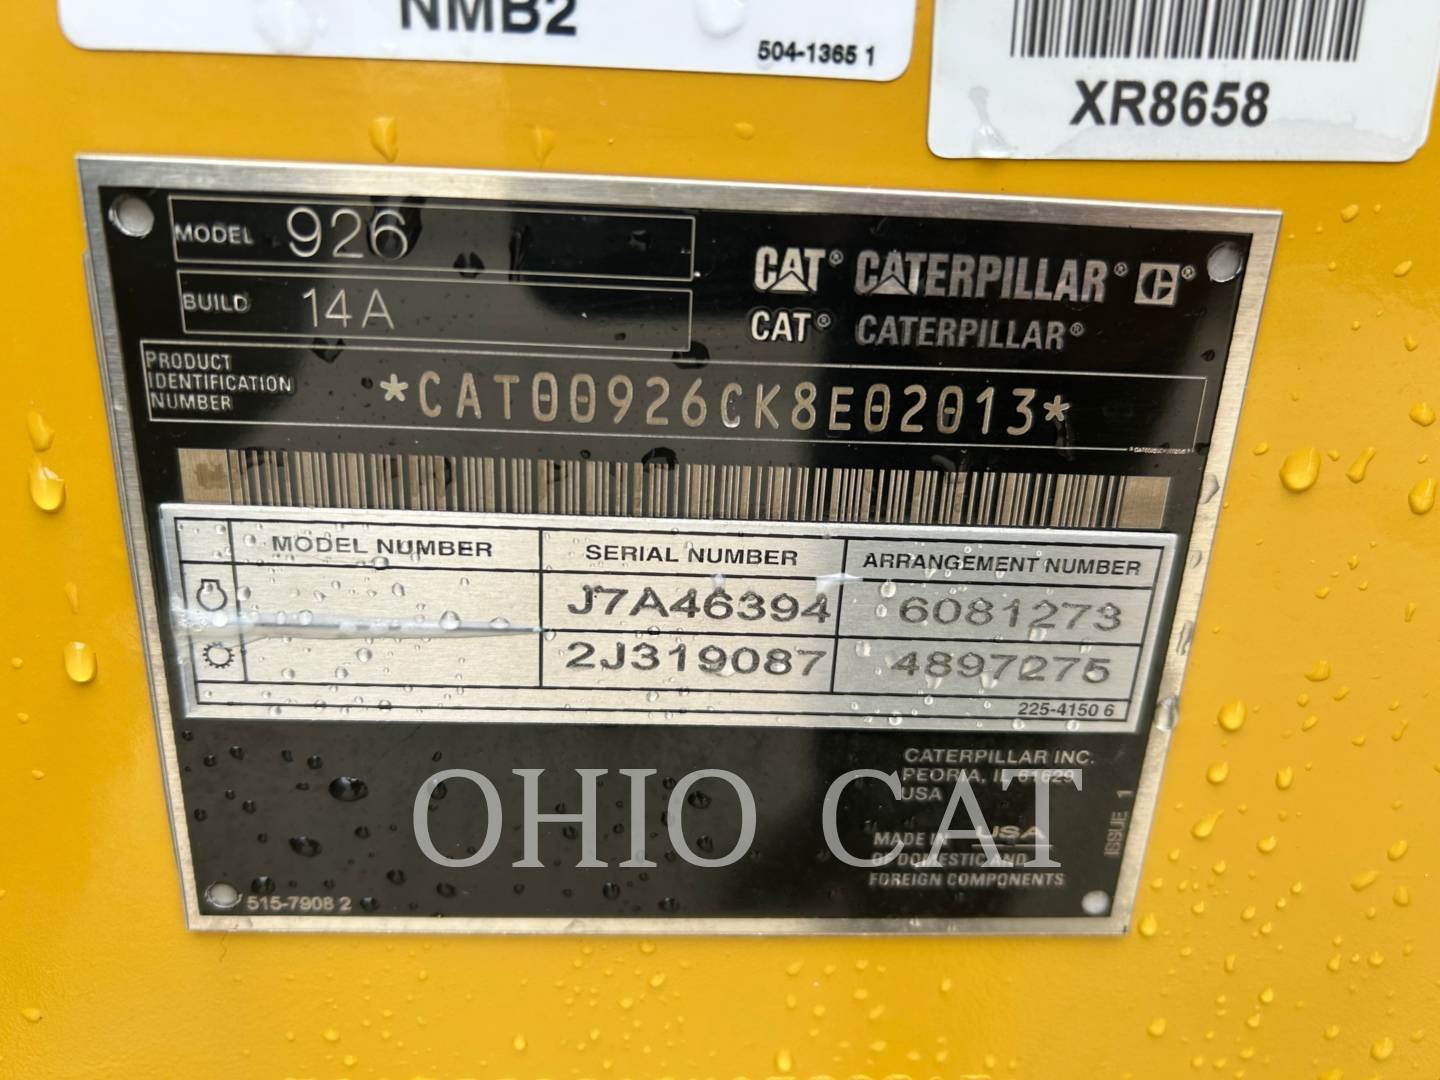 NMB2
504-1365 1
XR8658
MODEL 926
BUILD 14A
CAT® CATERPILLAR® ®
CAT® CATERPILLAR®
PRODUCT
IDENTIFICATION
NUMBER
*CAT00926CK8E02013*
MODEL NUMBER SERIAL NUMBER ARRANGEMENT NUMBER
J7A46394 6081273
2J319087 4897275
225-4150 6
CATERPILLAR INC.
PEORIA, IL 61629
USA
MADE IN USA
OF DOMESTIC AND
FOREIGN COMPONENTS
ISSUE 1
515-7908 2
OHIO CAT